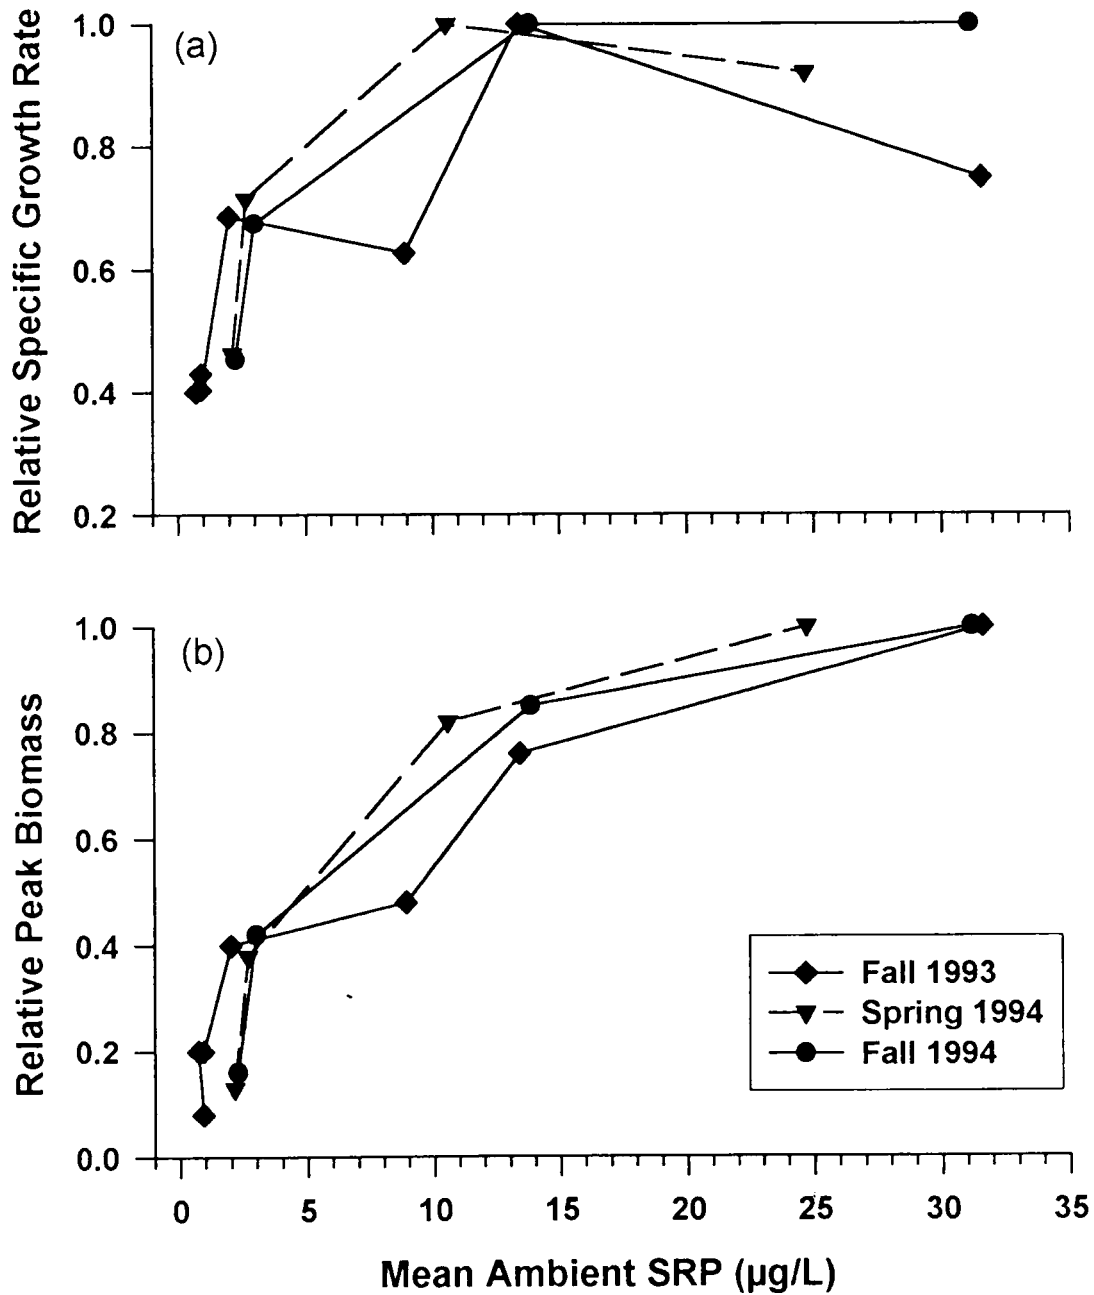 (a)
Relative Specific Growth Rate
1.0
0.8
0.6
0.4
0.2
(b)
Relative Peak Biomass
1.0
0.8
0.6
0.4
0.2
0.0
Fall 1993
Spring 1994
Fall 1994
0 5 10 15 20 25 30 35
Mean Ambient SRP (µg/L)